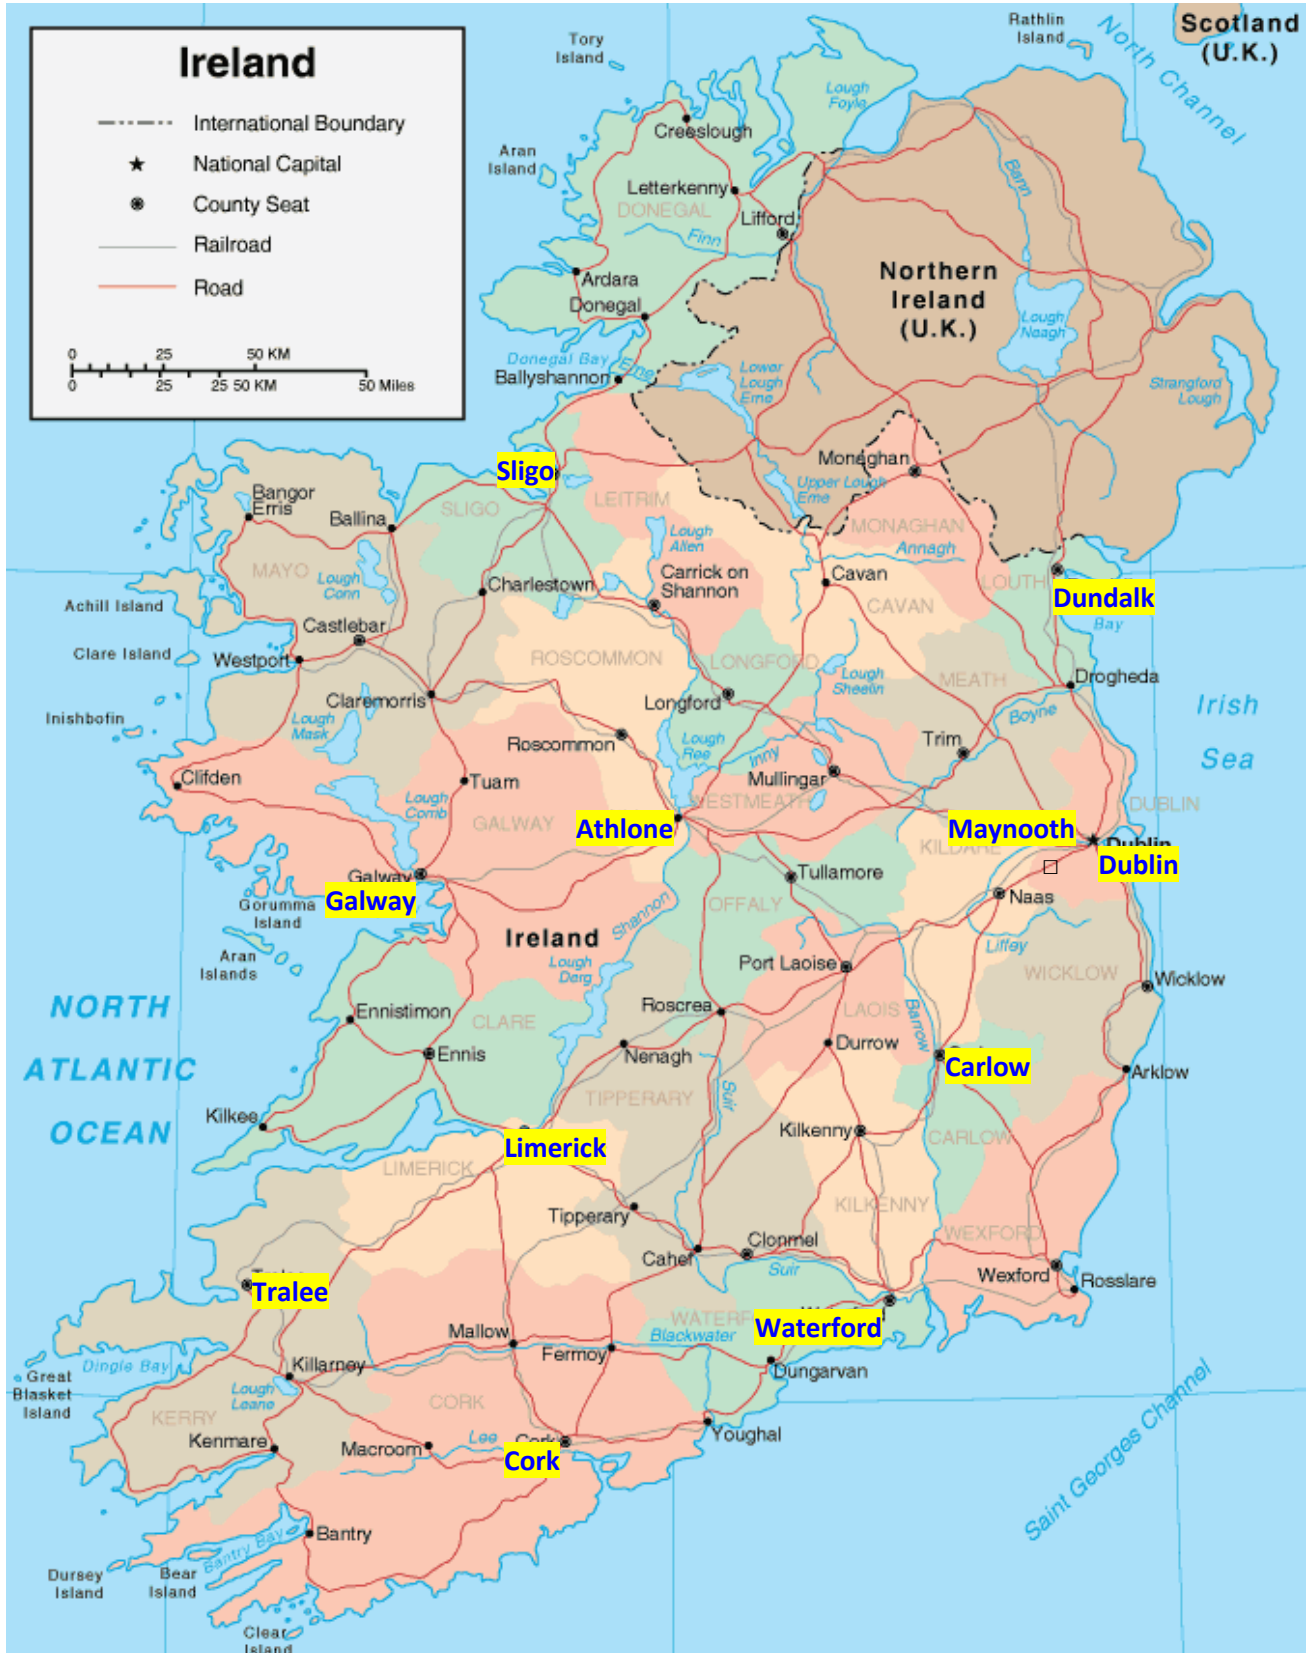 Ireland
International Boundary
National Capital
County Seat
Railroad
Road
0 25 50 KM
0 25 50 KM 50 Miles
Tory
Island
Rathlin
Island
Scotland
(U.K.)
North Channel
Lough
Foyle
Creeslough
Aran
Island
Letterkenny
DONEGAL
Lifford
Finn
Bann
Ardara
Donegal
Northern
Ireland
(U.K.)
Lough
Neagh
Donegal Bay
Erne
Ballyshannon
Lower
Lough
Erne
Strangford
Lough
Sligo
Monaghan
Upper Lough
Erne
Bangor
Erris
Ballina
SLIGO
LEITRIM
MONAGHAN
Lough
Allen
Annagh
MAYO
Lough
Conn
Charlestown
Carrick on
Shannon
Cavan
CAVAN
LOUTH
Dundalk
Bay
Achill Island
Castlebar
Clare Island
Westport
ROSCOMMON
LONGFORD
Lough
Sheelin
MEATH
Drogheda
Claremorris
Longford
Boyne
Inishbofin
Lough
Mask
Roscommon
Lough
Ree
Inny
Trim
Irish
Sea
Clifden
Tuam
Mullingar
Lough
Corrib
GALWAY
WESTMEATH
DUBLIN
Athlone
Maynooth
KILDARE
Dublin
Dublin
Galway
Galway
Tullamore
Naas
Gorumma
Island
OFFALY
Shannon
Ireland
Liffey
Aran
Islands
Lough
Derg
Port Laoise
WICKLOW
Wicklow
NORTH
ATLANTIC
OCEAN
Ennistimon
CLARE
Roscrea
LAOIS
Barrow
Ennis
Nenagh
Durrow
Carlow
Arklow
TIPPERARY
Suir
Kilkee
Limerick
Kilkenny
CARLOW
LIMERICK
Tipperary
KILKENNY
WEXFORD
Cahef
Clonmel
Suir
Wexford
Rosslare
Tralee
WATERF
Waterford
Mallow
Blackwater
Fermoy
Dungarvan
Dingle Bay
Great
Blasket
Island
Killarney
Lough
Leane
KERRY
CORK
Kenmare
Macroom
Lee
Cork
Cork
Youghal
Saint Georges Channel
Bantry
Bantry Bay
Dursey
Island
Bear
Island
Clear
Island